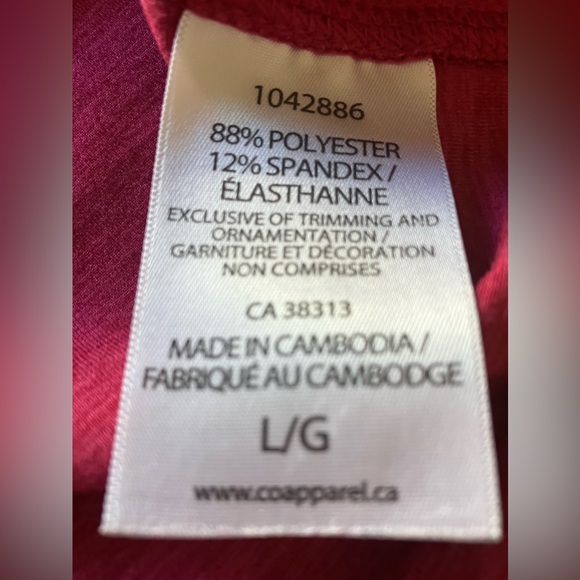 1042886
88% POLYESTER
12% SPANDEX /
ÉLASTHANNE
EXCLUSIVE OF TRIMMING AND
ORNAMENTATION /
GARNITURE ET DÉCORATION
NON COMPRISES
CA 38313
MADE IN CAMBODIA /
FABRIQUÉ AU CAMBODGE
L/G
www.coapparel.ca